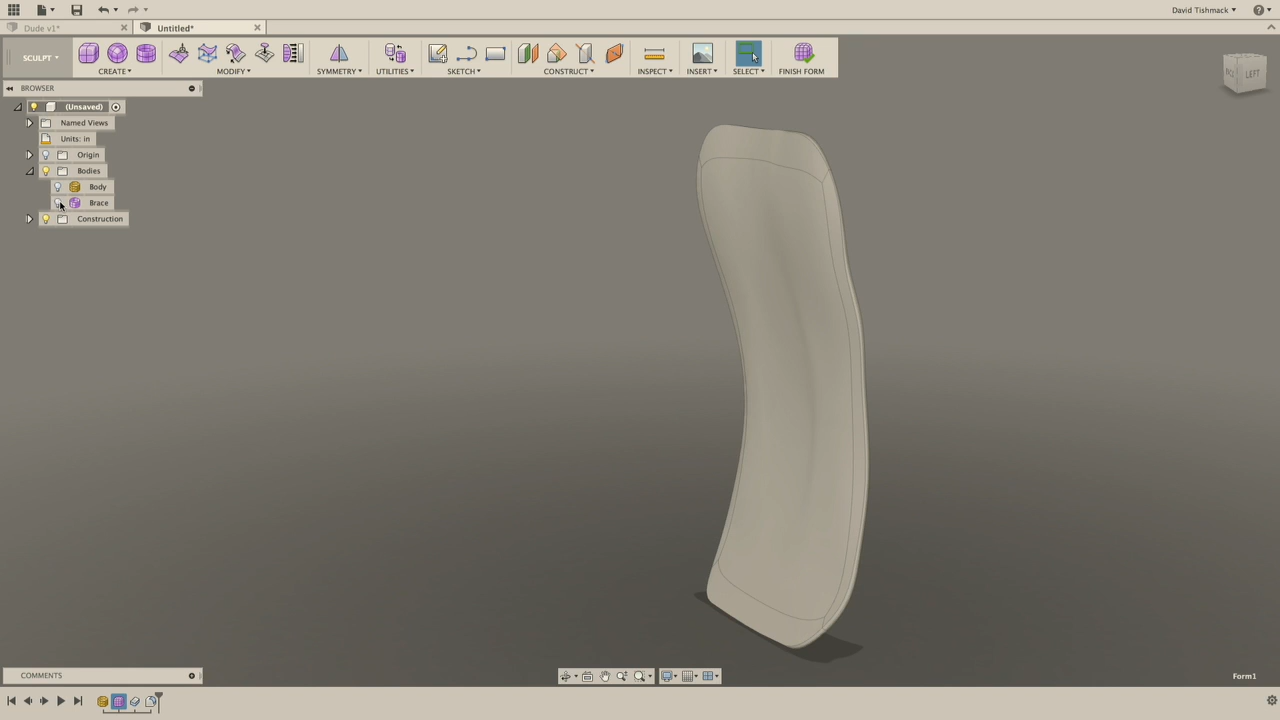 David Tishmack
Dude v1*
Untitled*
SCULPT
CREATE
MODIFY
SYMMETRY
UTILITIES
SKETCH
CONSTRUCT
INSPECT
INSERT
SELECT
FINISH FORM
LEFT
BROWSER
(Unsaved)
Named Views
Units: in
Origin
Bodies
Body
Brace
Construction
COMMENTS
Form1